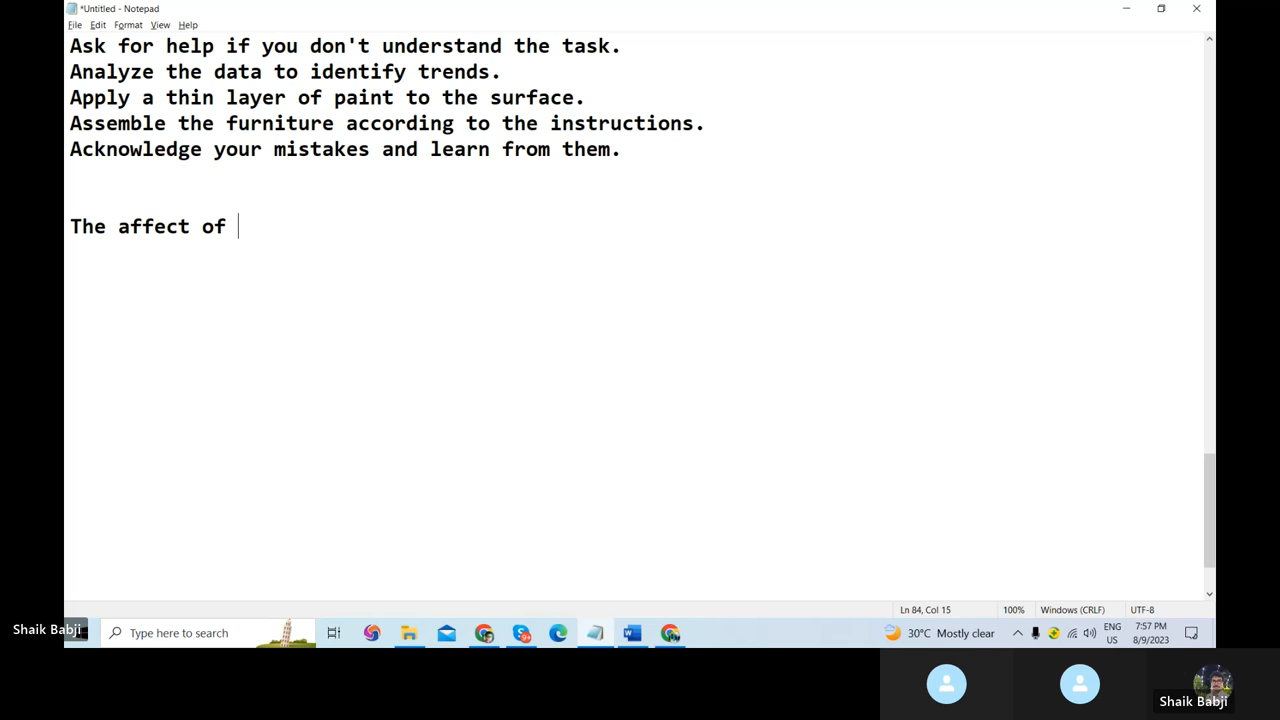 *Untitled - Notepad
File Edit Format View Help
Ask for help if you don't understand the task.
Analyze the data to identify trends.
Apply a thin layer of paint to the surface.
Assemble the furniture according to the instructions.
Acknowledge your mistakes and learn from them.
The affect of
Ln 84, Col 15 100% Windows (CRLF) UTF-8
Shaik Babji
Type here to search
30°C Mostly clear
ENG
US
7:57 PM
8/9/2023
Shaik Babji